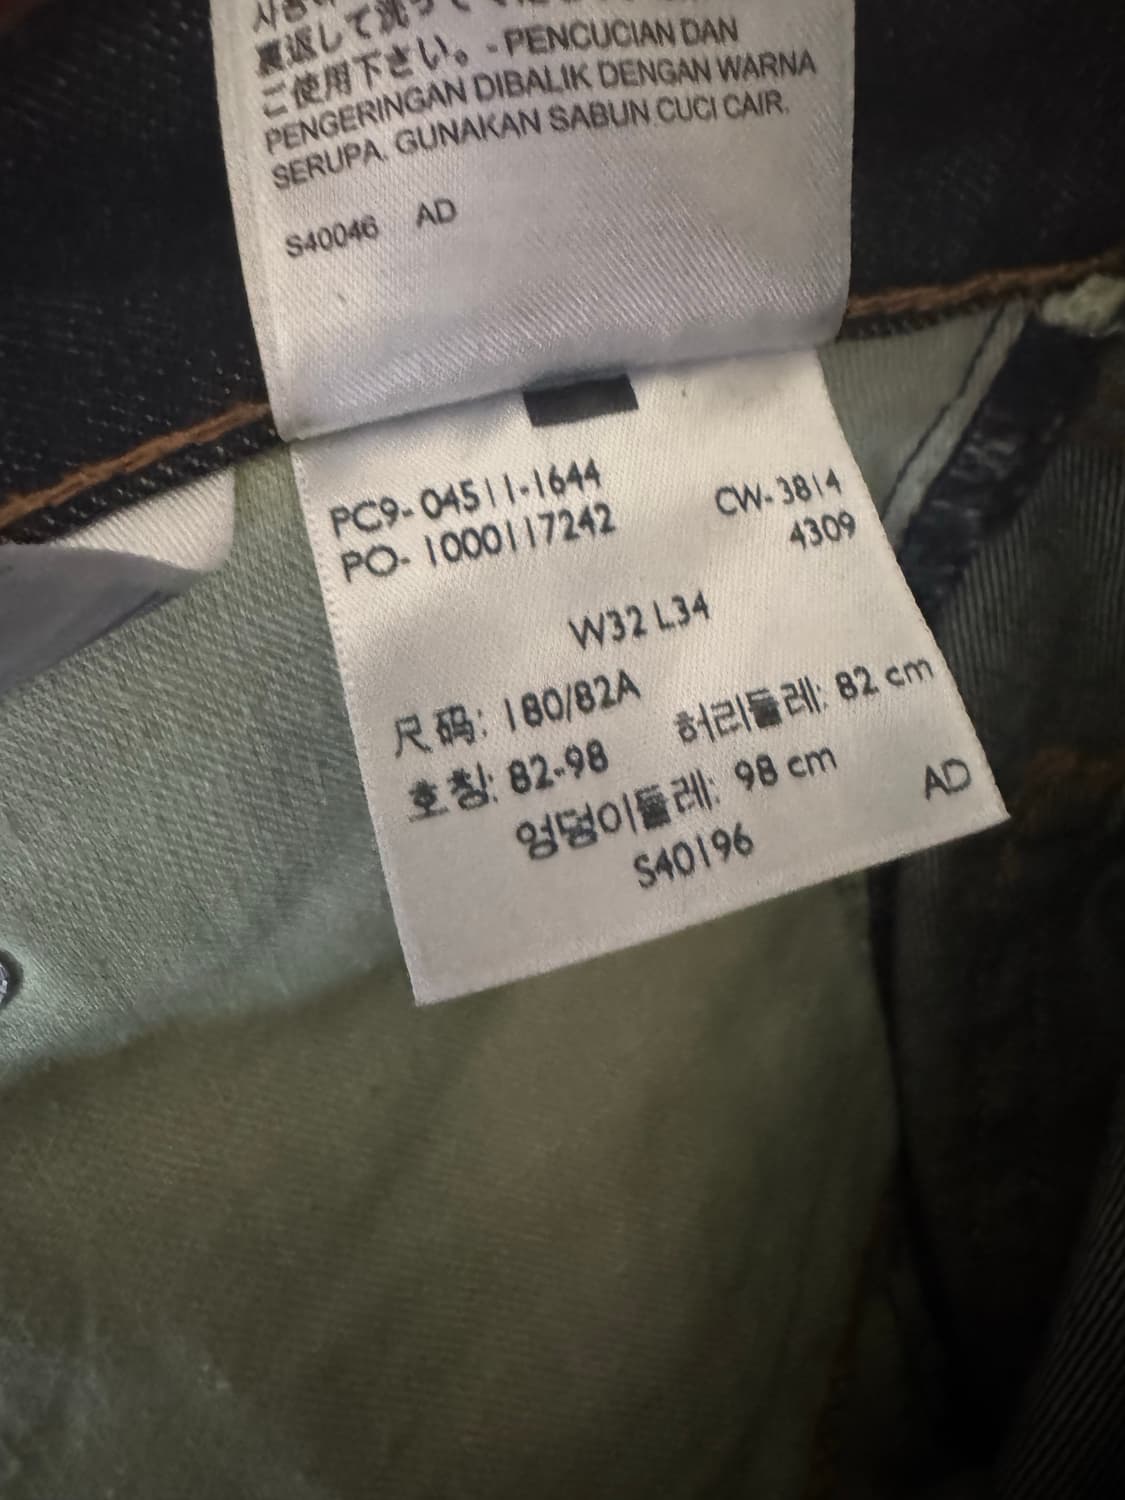 裏返して洗
ご使用下さい。- PENCUCIAN DAN
PENGERINGAN DIBALIK DENGAN WARNA
SERUPA. GUNAKAN SABUN CUCI CAIR.
S40046 AD
PC9- 04511-1644
PO- 1000117242
CW- 3814
4309
W32 L34
尺码: 180/82A
허리둘레: 82 cm
호칭: 82-98
엉덩이둘레: 98 cm
AD
S40196